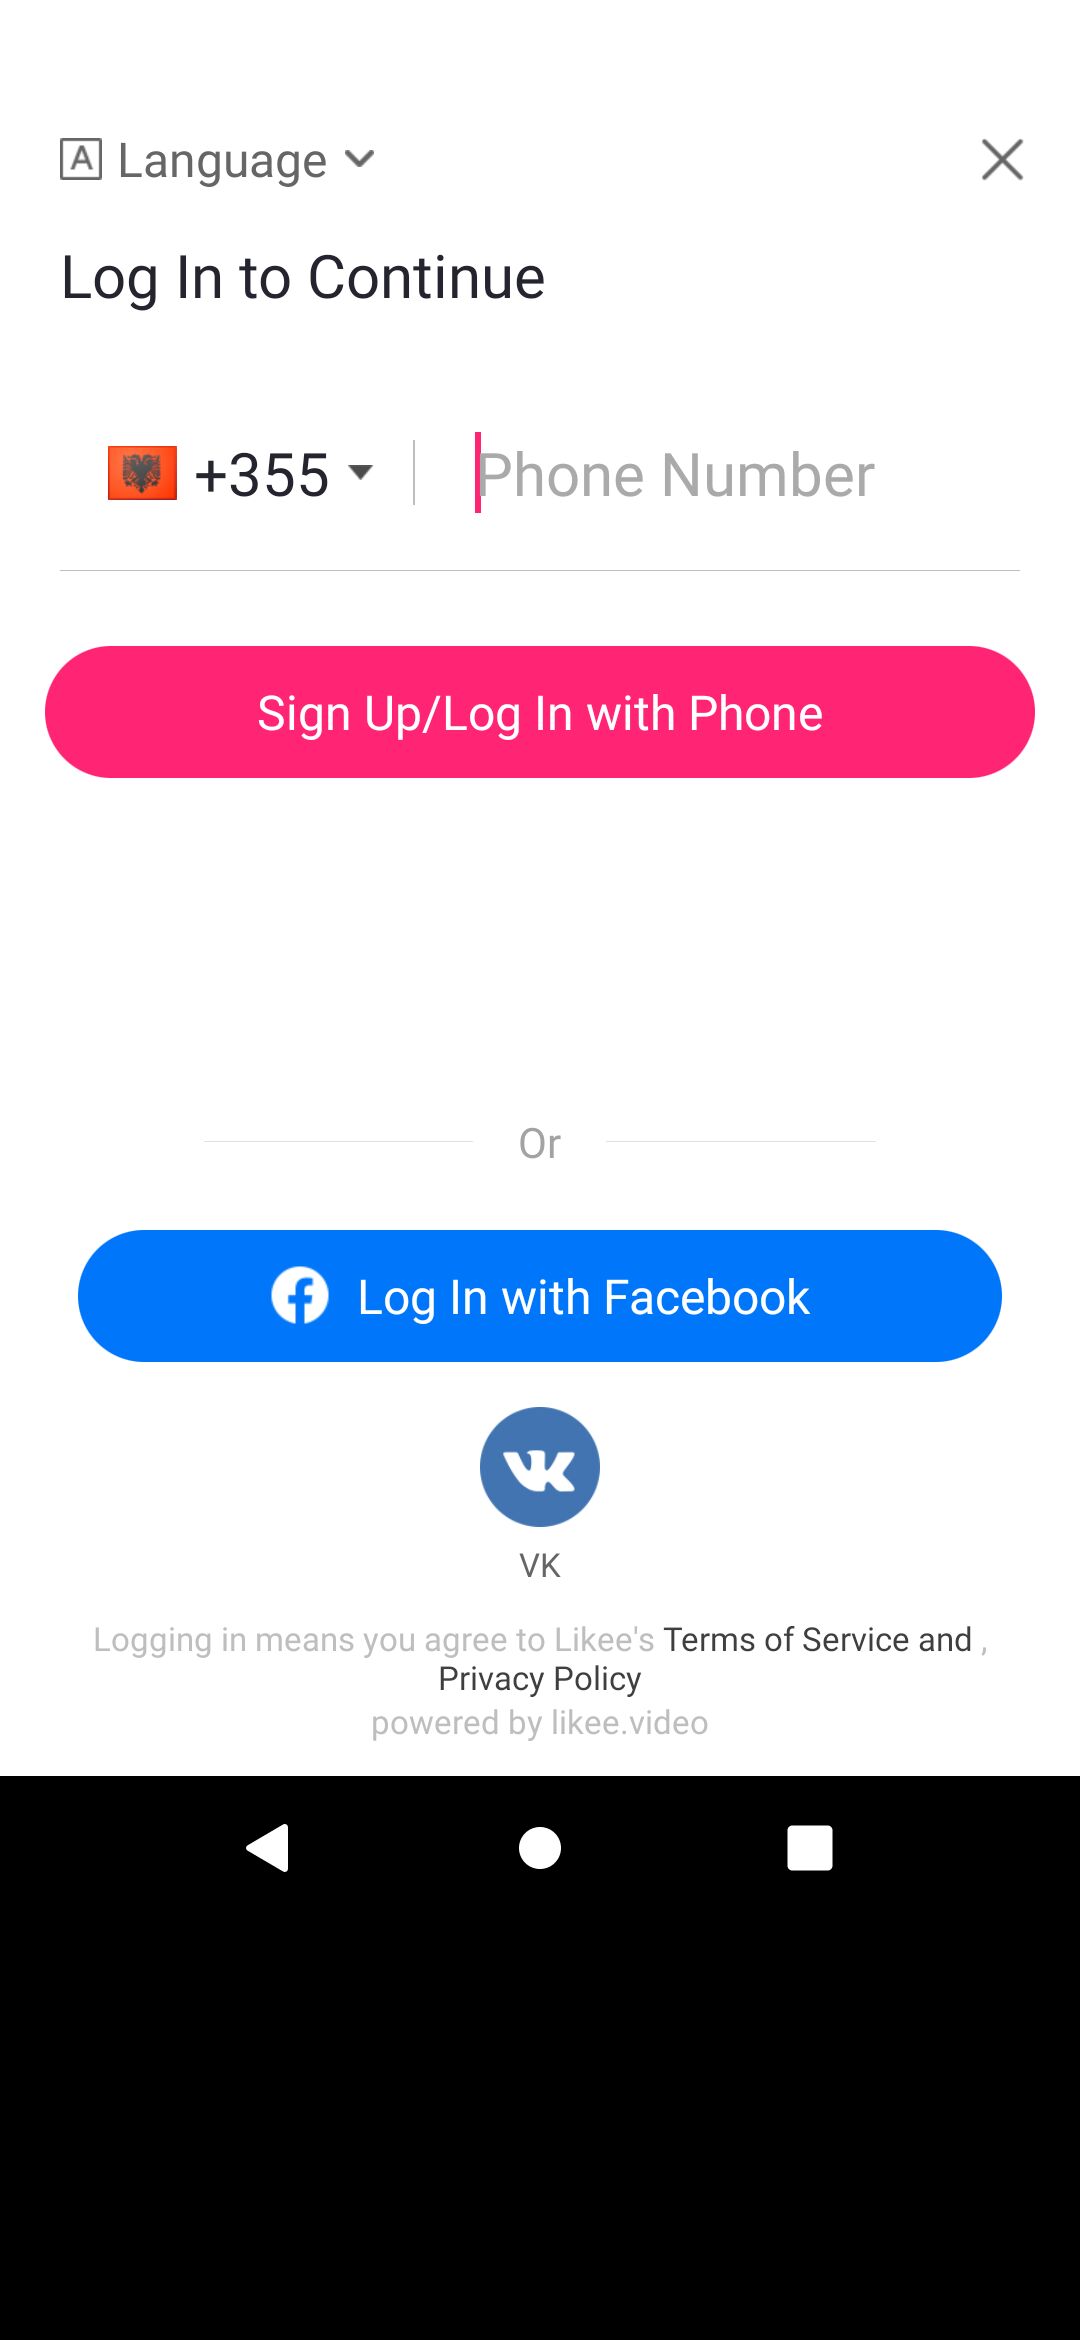 A Language
Log In to Continue
+355 Phone Number
Sign Up/Log In with Phone
Or
Log In with Facebook
VK
Logging in means you agree to Likee's Terms of Service and ,
Privacy Policy
powered by likee.video